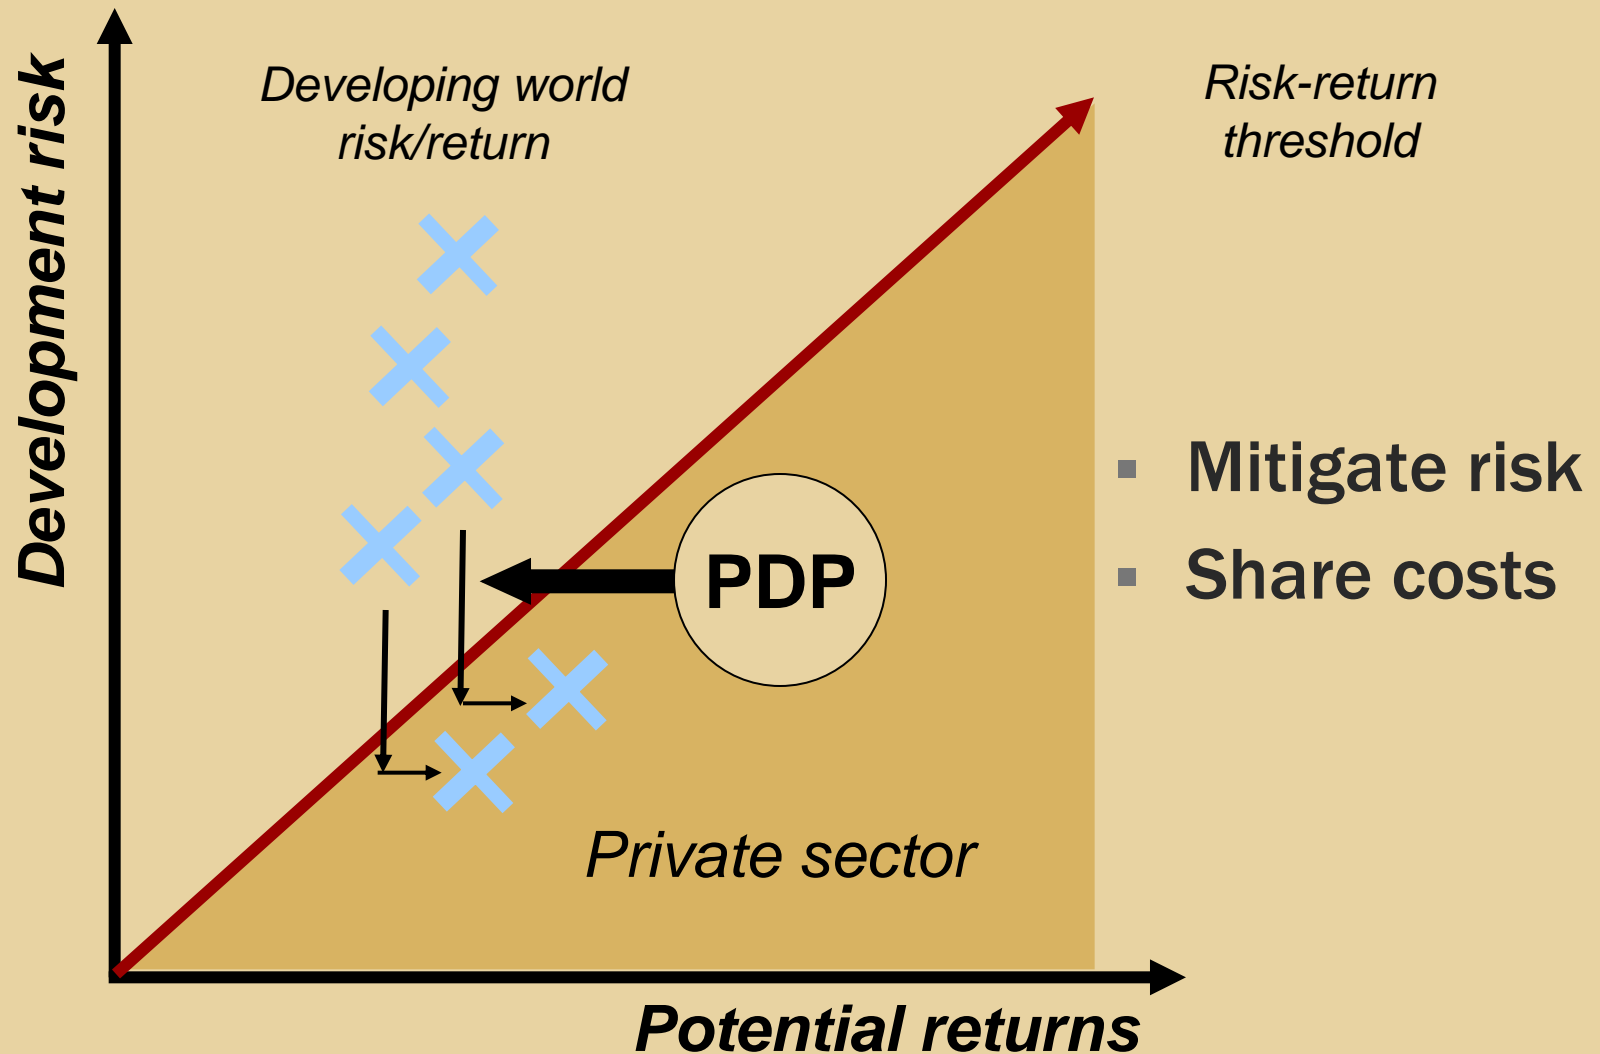 Development risk
Developing world
risk/return
Risk-return
threshold
PDP
▪ Mitigate risk
▪ Share costs
Private sector
Potential returns